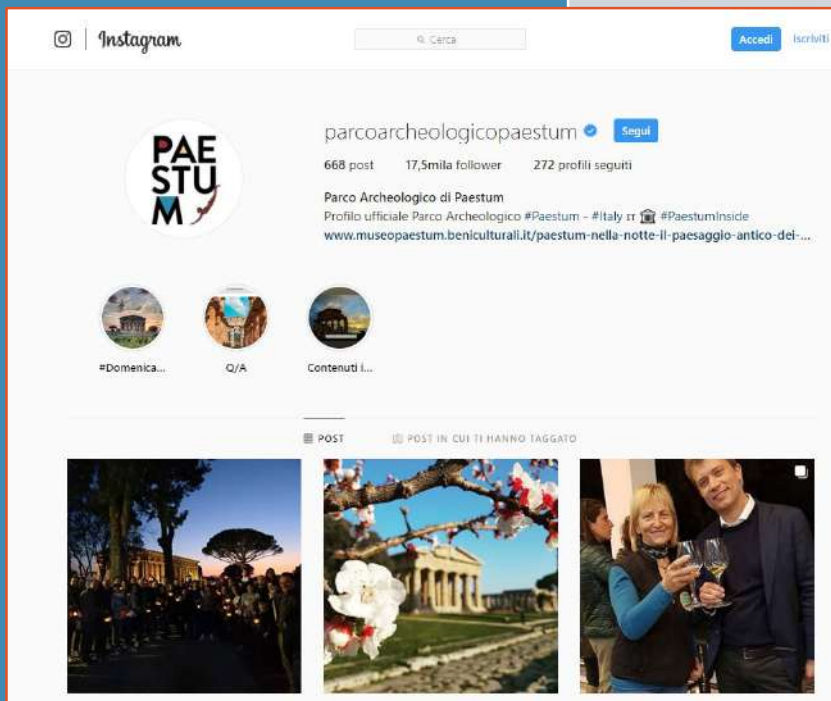 Instagram
Cerca
Accedi
Iscriviti
PAE
STU
M
parcoarcheologicopaestum
Segui
668 post 17,5mila follower 272 profili seguiti
Parco Archeologico di Paestum
Profilo ufficiale Parco Archeologico #Paestum - #Italy IT 🏛 #PaestumInside
www.museopaestum.beniculturali.it/paestum-nella-notte-il-paesaggio-antico-dei-...
#Domenica... Q/A Contenuti i...
POST POST IN CUI TI HANNO TAGGATO